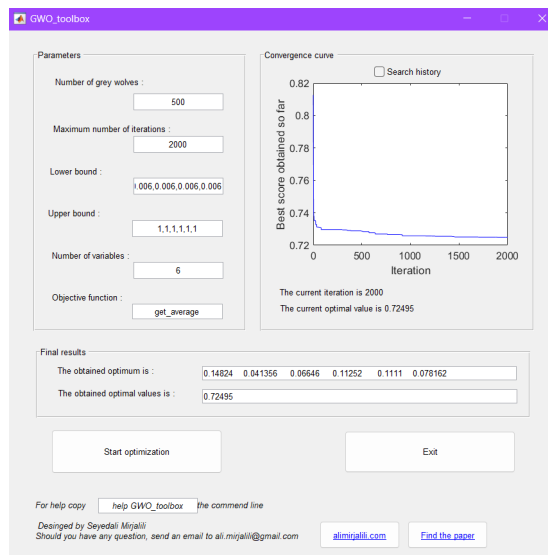 GWO_toolbox
Parameters
Number of grey wolves :
500
Maximum number of iterations :
2000
Lower bound :
0.006,0.006,0.006,0.006
Upper bound :
1,1,1,1,1,1
Number of variables :
6
Objective function :
get_average
Convergence curve
Search history
Best score obtained so far
0.82
0.8
0.78
0.76
0.74
0.72
0 500 1000 1500 2000
Iteration
The current iteration is 2000
The current optimal value is 0.72495
Final results
The obtained optimum is :
0.14824 0.041356 0.06646 0.11252 0.1111 0.078162
The obtained optimal values is :
0.72495
Start optimization
Exit
For help copy help GWO_toolbox the commend line
Desinged by Seyedali Mirjalili
Should you have any question, send an email to ali.mirjalili@gmail.com
alimirjalili.com
Find the paper